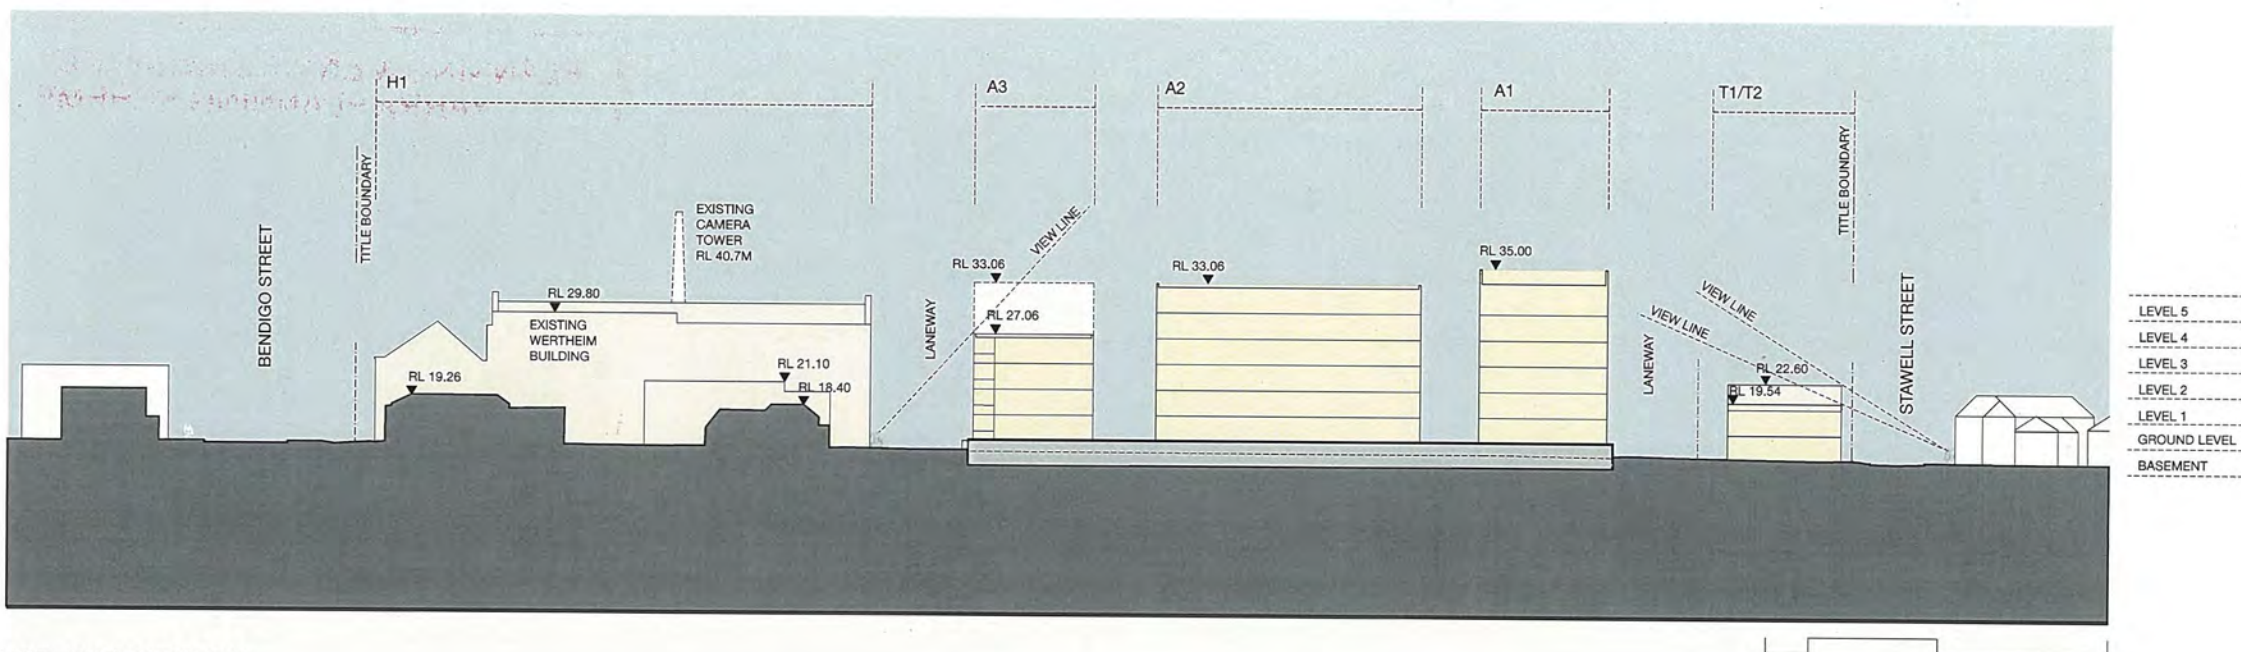 H1
A3
A2
A1
T1/T2
BENDIGO STREET
TITLE BOUNDARY
EXISTING
CAMERA
TOWER
RL 40.7M
RL 29.80
EXISTING
WERTHEIM
BUILDING
RL 19.26
RL 21.10
RL 18.40
LANEWAY
VIEW LINE
RL 33.06
RL 27.06
RL 33.06
RL 35.00
LANEWAY
VIEW LINE
VIEW LINE
RL 22.60
RL 19.54
TITLE BOUNDARY
STAWELL STREET
LEVEL 5
LEVEL 4
LEVEL 3
LEVEL 2
LEVEL 1
GROUND LEVEL
BASEMENT